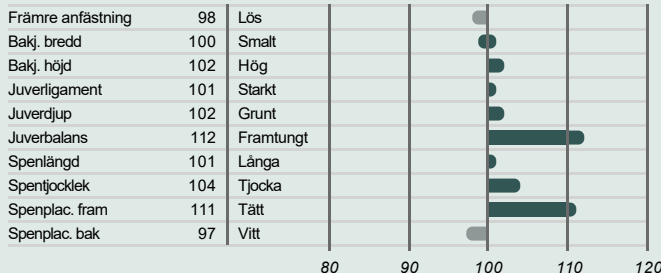 Främre anfästning 98 Lös
Bakj. bredd 100 Smalt
Bakj. höjd 102 Hög
Juverligament 101 Starkt
Juverdjup 102 Grunt
Juverbalans 112 Framtungt
Spenlängd 101 Långa
Spentjocklek 104 Tjocka
Spenplac. fram 111 Tätt
Spenplac. bak 97 Vitt
80 90 100 110 120